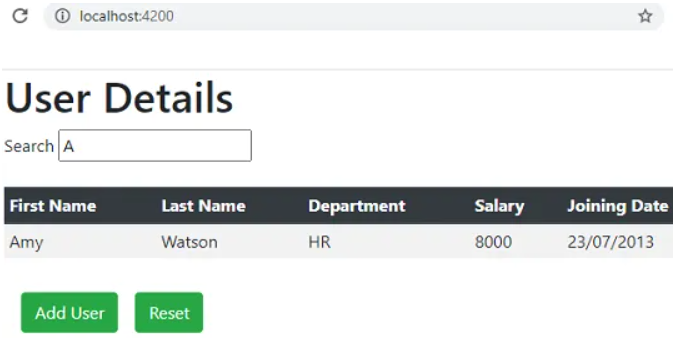 localhost:4200
User Details
Search A
First Name Last Name Department Salary Joining Date
Amy Watson HR 8000 23/07/2013
Add User Reset